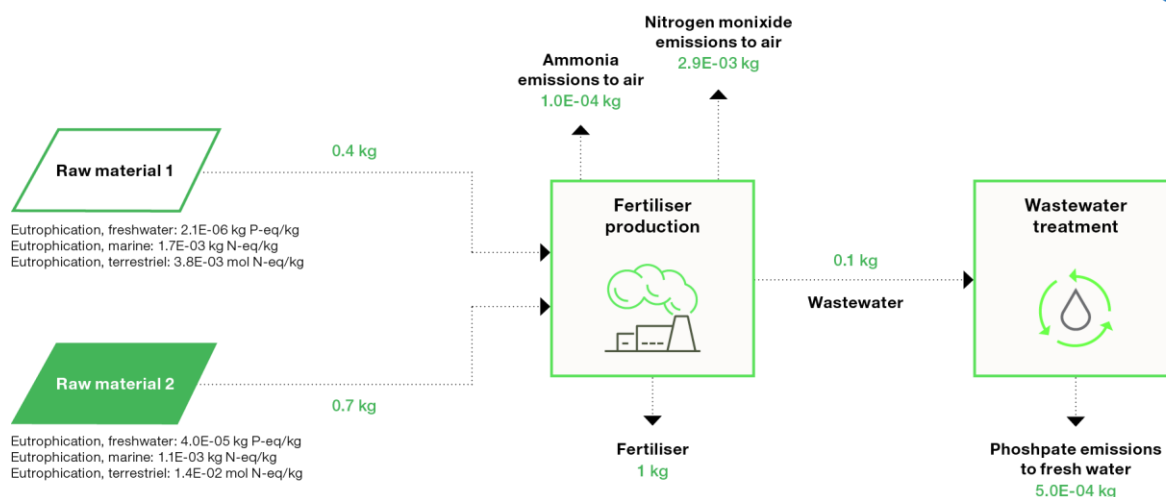 Nitrogen monixide
emissions to air
2.9E-03 kg
Ammonia
emissions to air
1.0E-04 kg
Raw material 1
0.4 kg
Eutrophication, freshwater: 2.1E-06 kg P-eq/kg
Eutrophication, marine: 1.7E-03 kg N-eq/kg
Eutrophication, terrestriel: 3.8E-03 mol N-eq/kg
Fertiliser
production
Wastewater
treatment
0.1 kg
Wastewater
Raw material 2
0.7 kg
Eutrophication, freshwater: 4.0E-05 kg P-eq/kg
Eutrophication, marine: 1.1E-03 kg N-eq/kg
Eutrophication, terrestriel: 1.4E-02 mol N-eq/kg
Fertiliser
1 kg
Phoshpate emissions
to fresh water
5.0E-04 kg